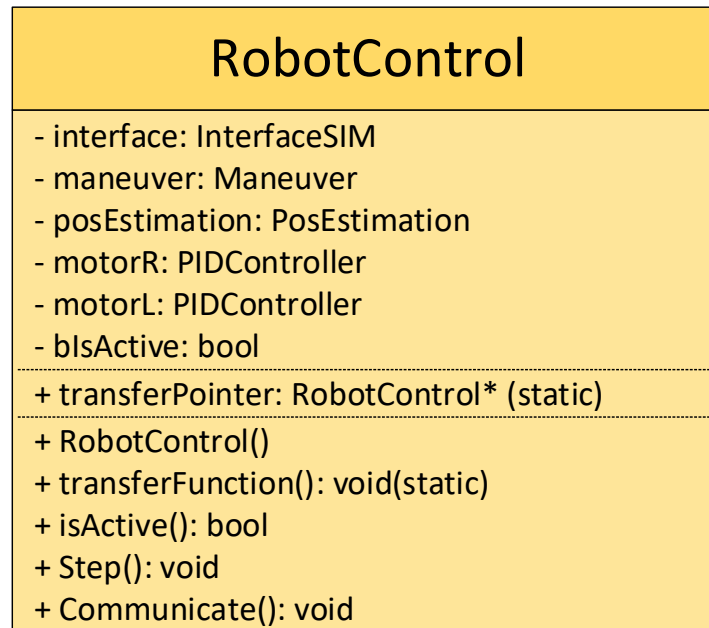 RobotControl
- interface: InterfaceSIM
- maneuver: Maneuver
- posEstimation: PosEstimation
- motorR: PIDController
- motorL: PIDController
- bIsActive: bool
+ transferPointer: RobotControl* (static)
+ RobotControl()
+ transferFunction(): void(static)
+ isActive(): bool
+ Step(): void
+ Communicate(): void